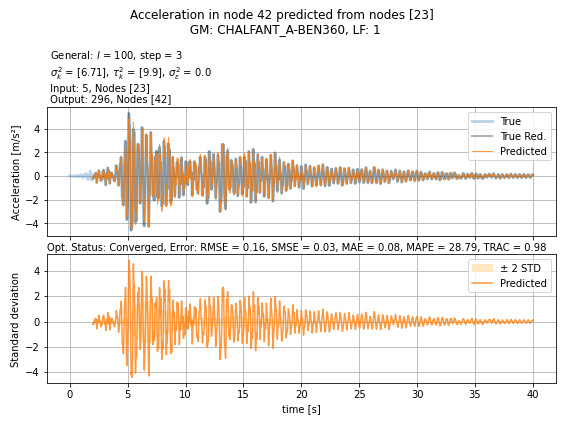 Acceleration in node 42 predicted from nodes [23]
GM: CHALFANT_A-BEN360, LF: 1
General: l = 100, step = 3
σ²ₖ = [6.71], τ²ₖ = [9.9], σ²_ε = 0.0
Input: 5, Nodes [23]
Output: 296, Nodes [42]
Acceleration [m/s²]
4
2
0
−2
−4
True
True Red.
Predicted
Opt. Status: Converged, Error: RMSE = 0.16, SMSE = 0.03, MAE = 0.08, MAPE = 28.79, TRAC = 0.98
Standard deviation
4
2
0
−2
−4
± 2 STD
Predicted
0 5 10 15 20 25 30 35 40
time [s]